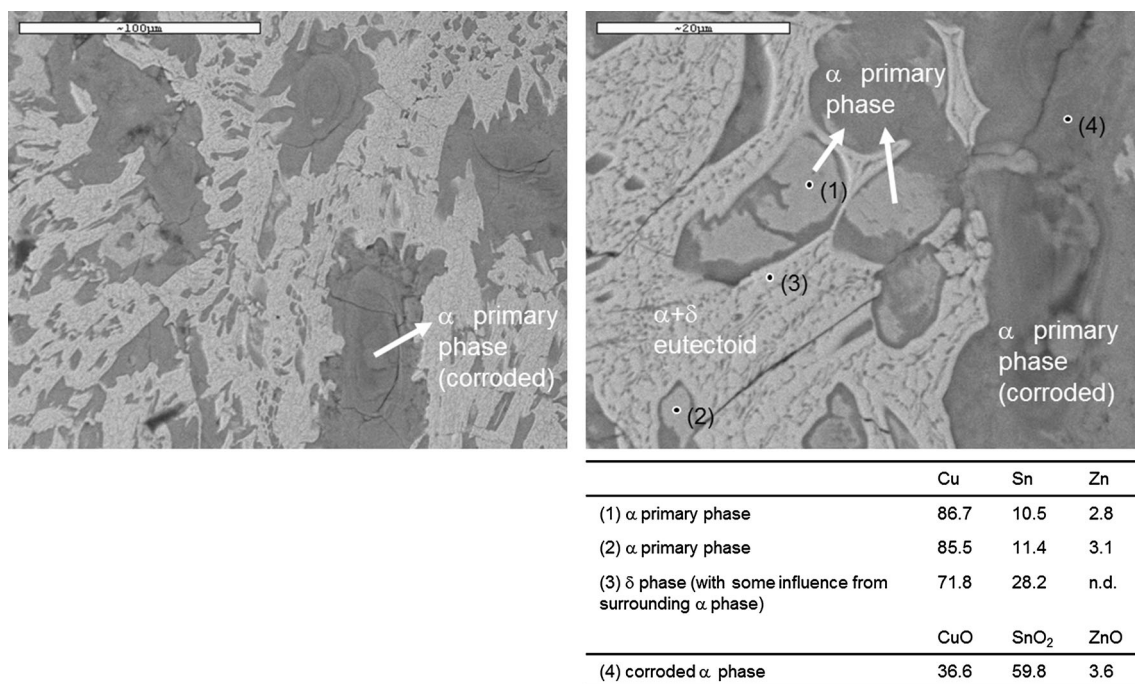 ~100µm
α primary
phase
(corroded)
~20µm
α primary
phase
(4)
(1)
(3)
α+δ
eutectoid
α primary
phase
(corroded)
(2)
Cu Sn Zn
(1) α primary phase 86.7 10.5 2.8
(2) α primary phase 85.5 11.4 3.1
(3) δ phase (with some influence from 71.8 28.2 n.d.
surrounding α phase)
CuO SnO₂ ZnO
(4) corroded α phase 36.6 59.8 3.6